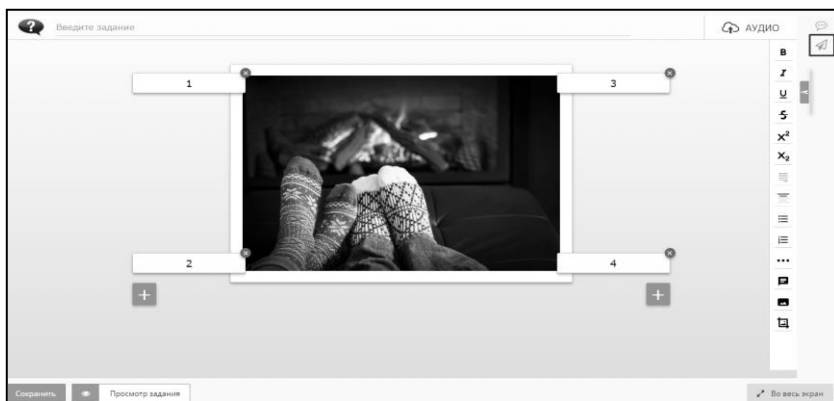 ?
Введите задание
АУДИО
1
3
2
4
+
+
B
I
U
S
X²
X₂
Сохранить
Просмотр задания
Во весь экран